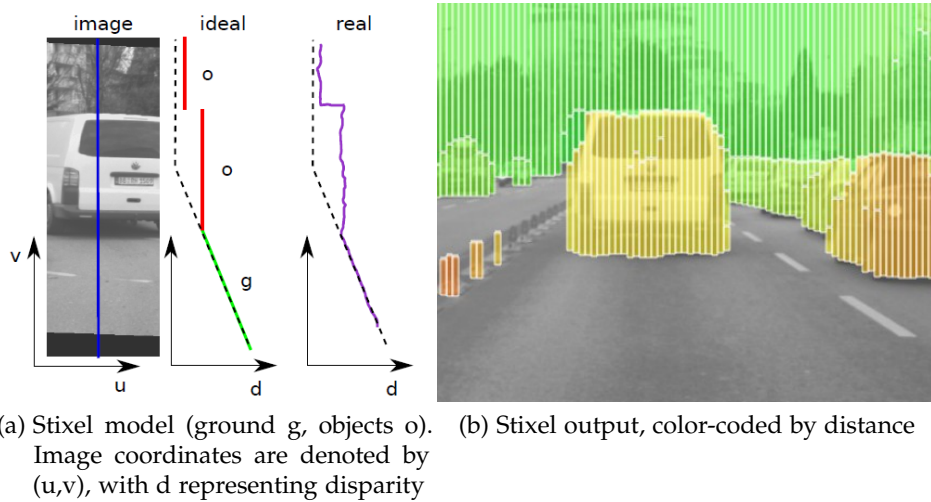 image ideal real
o
o
v
g
u d d
(a) Stixel model (ground g, objects o).
Image coordinates are denoted by
(u,v), with d representing disparity
(b) Stixel output, color-coded by distance